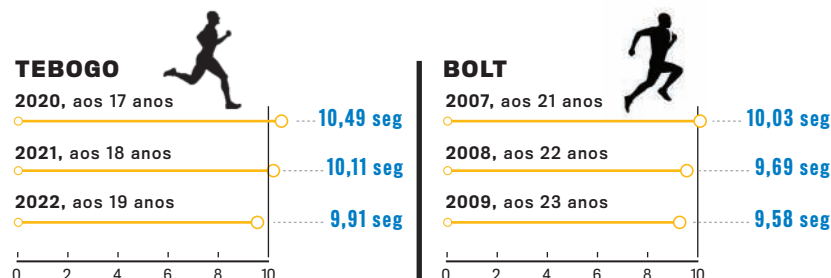 TEBOGO
2020, aos 17 anos
10,49 seg
2021, aos 18 anos
10,11 seg
2022, aos 19 anos
9,91 seg
0 2 4 6 8 10
BOLT
2007, aos 21 anos
10,03 seg
2008, aos 22 anos
9,69 seg
2009, aos 23 anos
9,58 seg
0 2 4 6 8 10